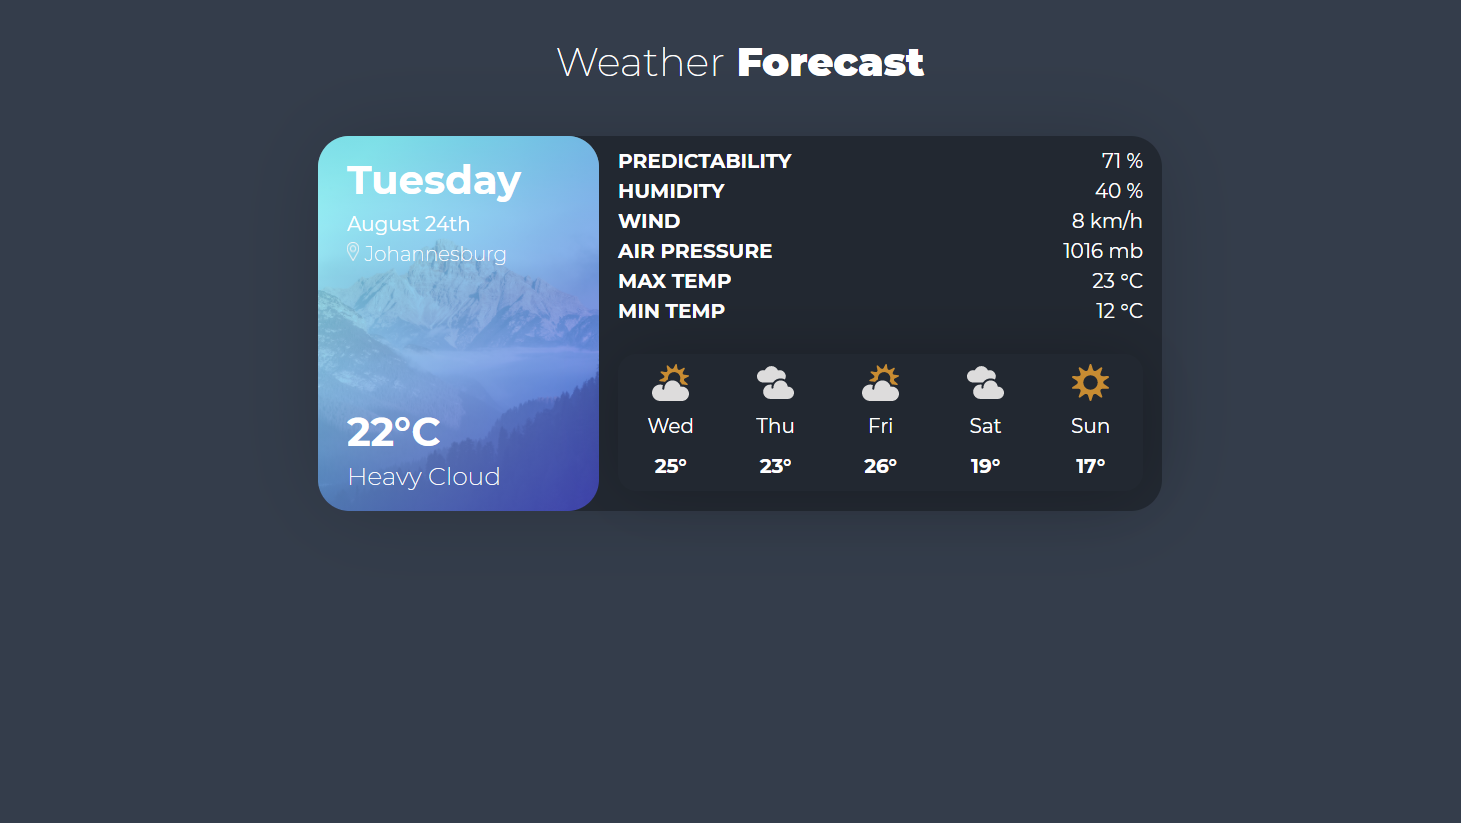 Weather Forecast
Tuesday
August 24th
Johannesburg
22°C
Heavy Cloud
PREDICTABILITY 71 %
HUMIDITY 40 %
WIND 8 km/h
AIR PRESSURE 1016 mb
MAX TEMP 23 °C
MIN TEMP 12 °C
Wed Thu Fri Sat Sun
25° 23° 26° 19° 17°